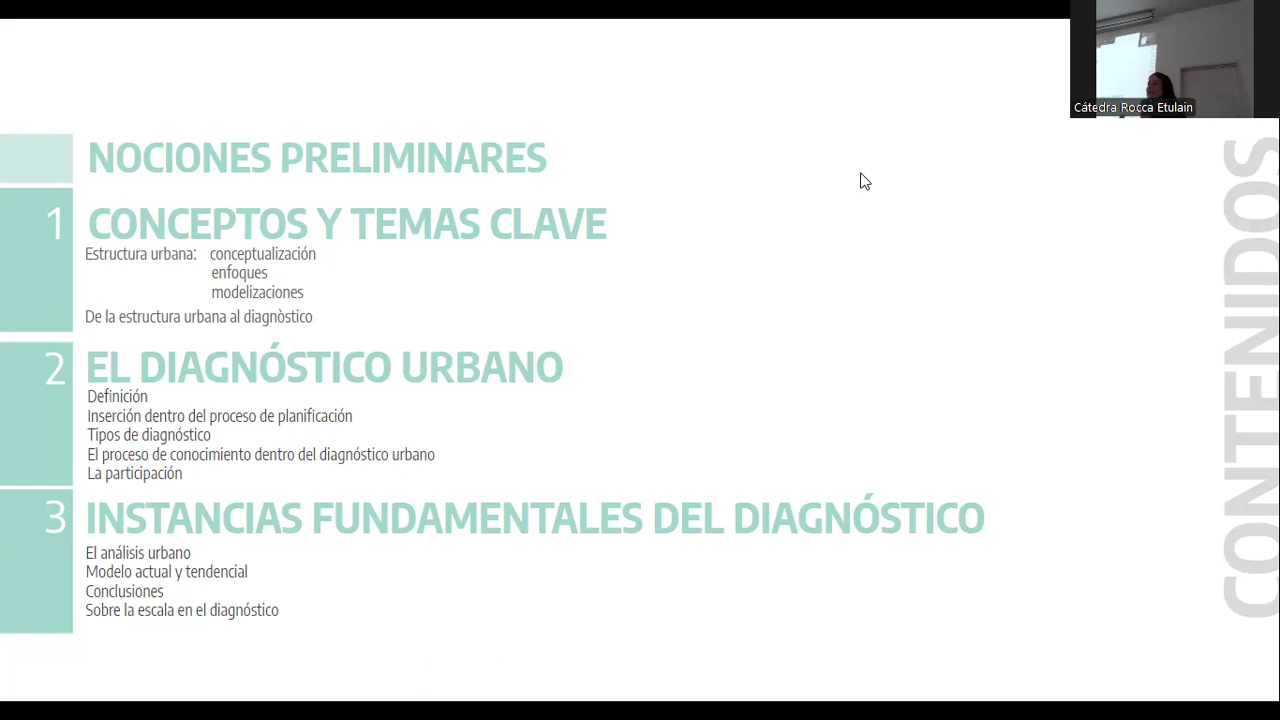 Cátedra Rocca Etulain
NOCIONES PRELIMINARES
1 CONCEPTOS Y TEMAS CLAVE
Estructura urbana: conceptualización
enfoques
modelizaciones
De la estructura urbana al diagnòstico
2 EL DIAGNÓSTICO URBANO
Definición
Inserción dentro del proceso de planificación
Tipos de diagnóstico
El proceso de conocimiento dentro del diagnóstico urbano
La participación
3 INSTANCIAS FUNDAMENTALES DEL DIAGNÓSTICO
El análisis urbano
Modelo actual y tendencial
Conclusiones
Sobre la escala en el diagnóstico
CONTENIDOS